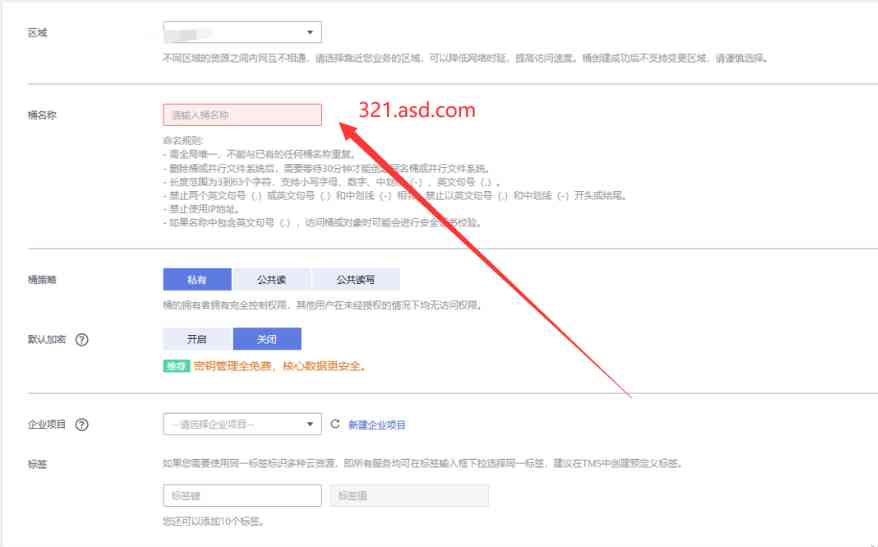 区域
不同区域的资源之间内网互不相通，请选择靠近您业务的区域，可以降低网络时延，提高访问速度。桶创建成功后不支持变更区域，请谨慎选择。
桶名称
请输入桶名称
321.asd.com
命名规则:
- 需全局唯一，不能与已有的任何桶名称重复。
- 删除桶或并行文件系统后，需要等待30分钟才能创建同名桶或并行文件系统。
- 长度范围为3到63个字符，支持小写字母、数字、中划线（-）、英文句号（.）。
- 禁止两个英文句号（.）或英文句号（.）和中划线（-）相邻，禁止以英文句号（.）和中划线（-）开头或结尾。
- 禁止使用IP地址。
- 如果名称中包含英文句号（.），访问桶或对象时可能会进行安全证书校验。
桶策略
私有 公共读 公共读写
桶的拥有者拥有完全控制权限，其他用户在未经授权的情况下均无访问权限。
默认加密 ?
开启 关闭
推荐 密钥管理全免费，核心数据更安全。
企业项目 ?
--请选择企业项目-- C 新建企业项目
标签
如果您需要使用同一标签标识多种云资源，即所有服务均可在标签输入框下拉选择同一标签，建议在TMS中创建预定义标签。
标签键 标签值
您还可以添加10个标签。